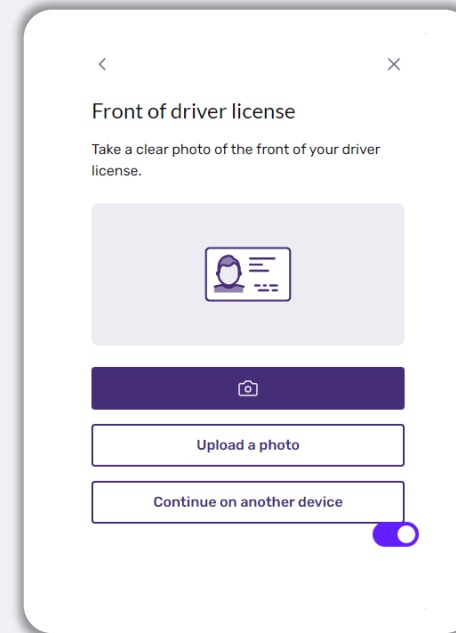 Front of driver license
Take a clear photo of the front of your driver
license.
Upload a photo
Continue on another device